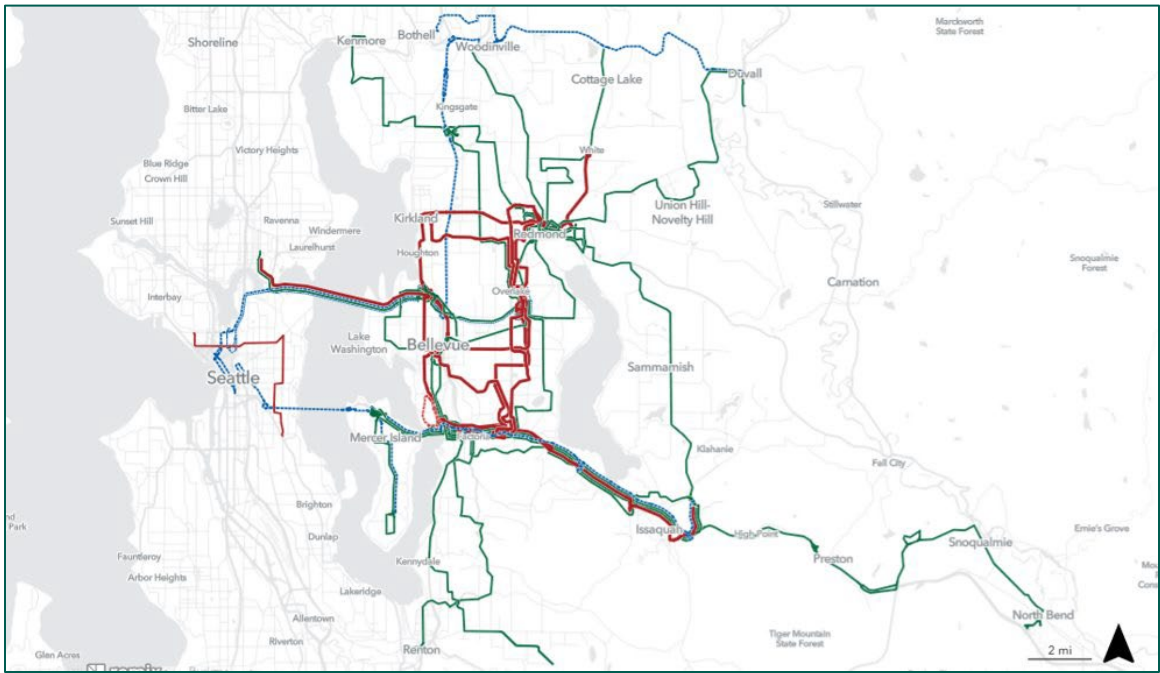 Marckworth
State Forest
Shoreline
Kenmore
Bothell
Woodinville
Duvall
Cottage Lake
Bitter Lake
Kingsgate
Victory Heights
White
Blue Ridge
Crown Hill
Union Hill-
Novelty Hill
Stillwater
Sunset Hill
Ravenna
Windermere
Laurelhurst
Kirkland
Redmond
Houghton
Snoqualmie
Forest
Carnation
Interbay
Overlake
Lake
Washington
Bellevue
Seattle
Sammamish
Mercer Island
Factoria
Klahanie
Fall City
Brighton
Issaquah
High Point
Ernie's Grove
Snoqualmie
Park
Dunlap
Preston
Fauntleroy
Arbor Heights
Kennydale
Lakeridge
Allentown
Riverton
North Bend
Tiger Mountain
State Forest
Renton
Glen Acres
2 mi